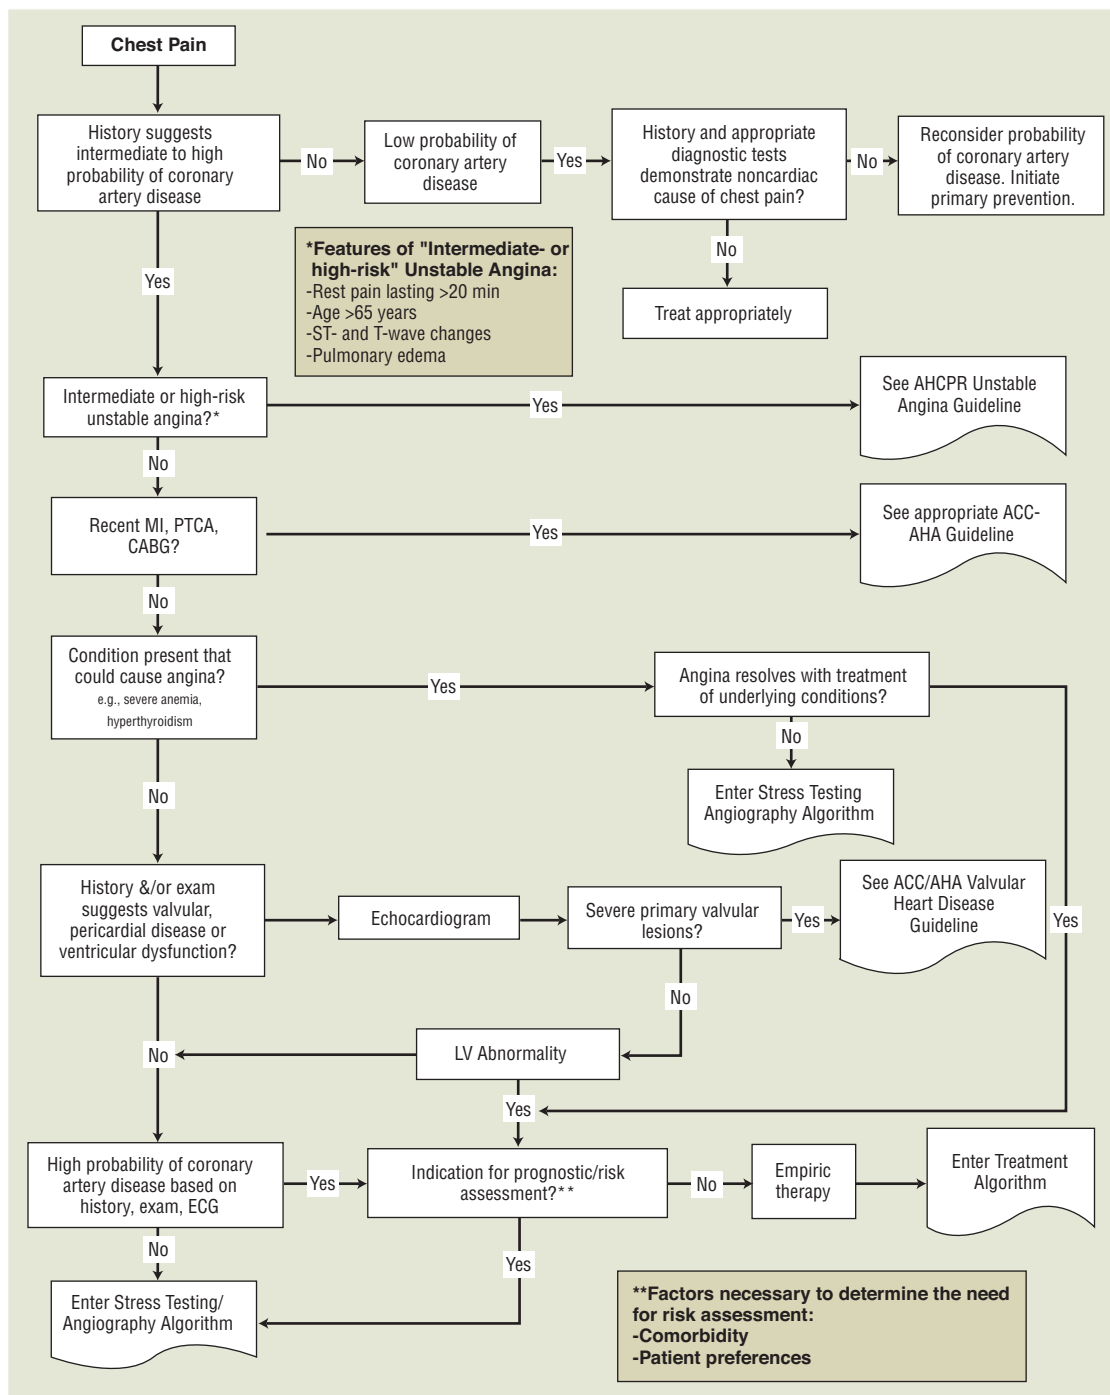 Chest Pain
History suggests
intermediate to high
probability of coronary
artery disease
No
Low probability of
coronary artery
disease
Yes
History and appropriate
diagnostic tests
demonstrate noncardiac
cause of chest pain?
No
Reconsider probability
of coronary artery
disease. Initiate
primary prevention.
Yes
*Features of "Intermediate- or
high-risk" Unstable Angina:
-Rest pain lasting >20 min
-Age >65 years
-ST- and T-wave changes
-Pulmonary edema
No
Treat appropriately
Intermediate or high-risk
unstable angina?*
Yes
See AHCPR Unstable
Angina Guideline
No
Recent MI, PTCA,
CABG?
Yes
See appropriate ACC-
AHA Guideline
No
Condition present that
could cause angina?
e.g., severe anemia,
hyperthyroidism
Yes
Angina resolves with treatment
of underlying conditions?
No
Enter Stress Testing
Angiography Algorithm
Yes
No
History &/or exam
suggests valvular,
pericardial disease or
ventricular dysfunction?
Echocardiogram
Severe primary valvular
lesions?
Yes
See ACC/AHA Valvular
Heart Disease
Guideline
No
LV Abnormality
No
Yes
High probability of coronary
artery disease based on
history, exam, ECG
Yes
Indication for prognostic/risk
assessment?**
No
Empiric
therapy
Enter Treatment
Algorithm
No
Yes
Enter Stress Testing/
Angiography Algorithm
**Factors necessary to determine the need
for risk assessment:
-Comorbidity
-Patient preferences